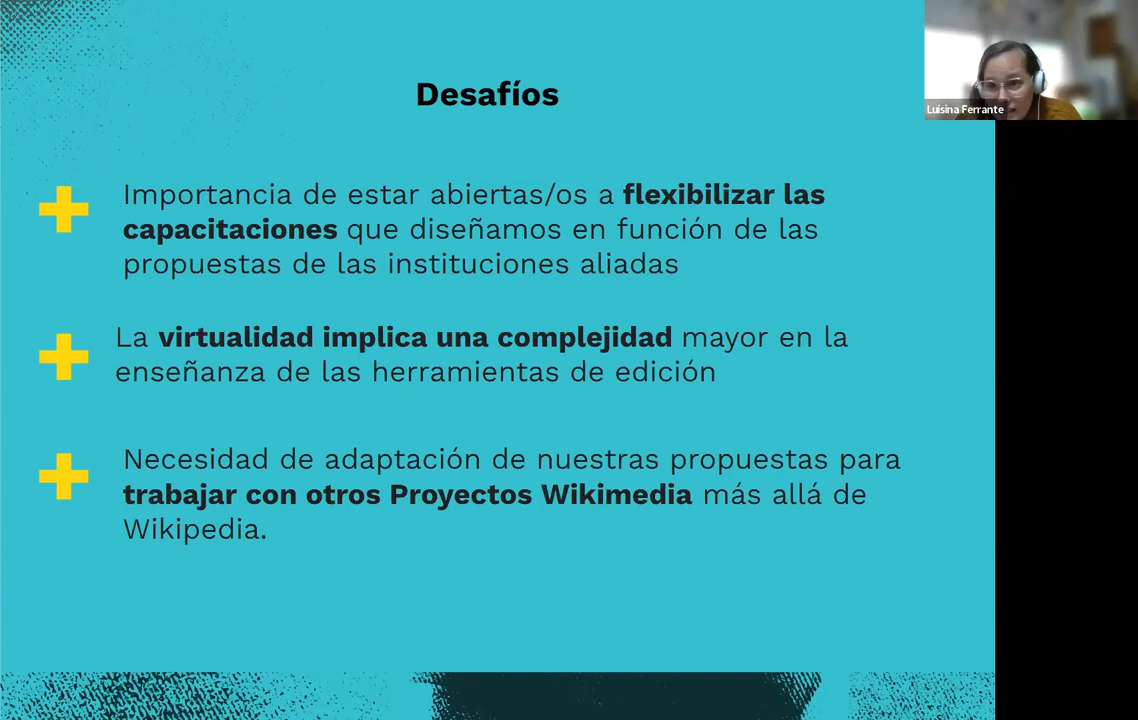 Desafíos
Luisina Ferrante
Importancia de estar abiertas/os a flexibilizar las
capacitaciones que diseñamos en función de las
propuestas de las instituciones aliadas
La virtualidad implica una complejidad mayor en la
enseñanza de las herramientas de edición
Necesidad de adaptación de nuestras propuestas para
trabajar con otros Proyectos Wikimedia más allá de
Wikipedia.